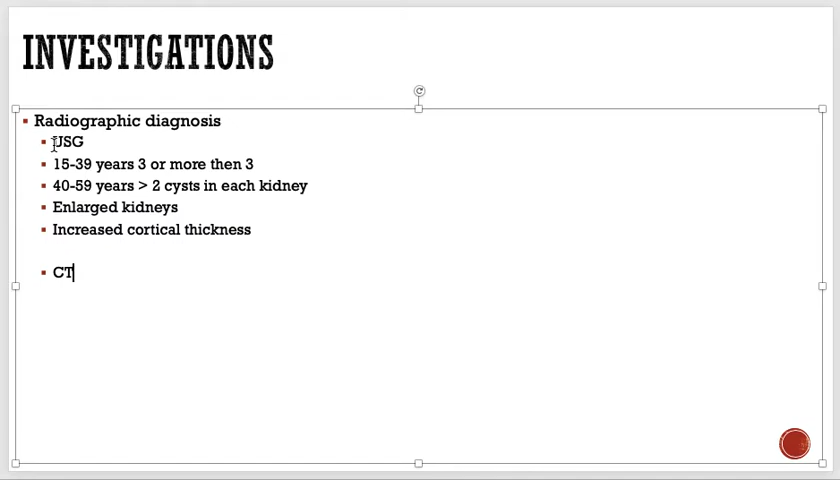 INVESTIGATIONS
Radiographic diagnosis
USG
15-39 years 3 or more then 3
40-59 years > 2 cysts in each kidney
Enlarged kidneys
Increased cortical thickness
CT